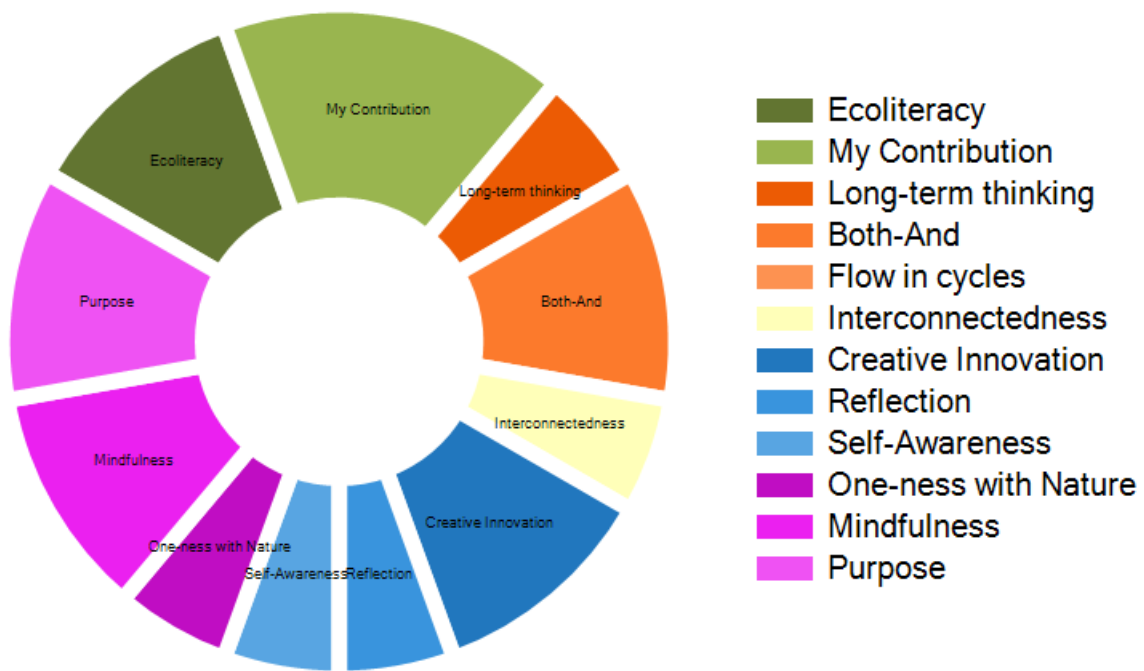 My Contribution
Ecoliteracy
Long-term thinking
Purpose
Both-And
Interconnectedness
Mindfulness
Creative Innovation
One-ness with Nature
Self-Awareness
Reflection
Ecoliteracy
My Contribution
Long-term thinking
Both-And
Flow in cycles
Interconnectedness
Creative Innovation
Reflection
Self-Awareness
One-ness with Nature
Mindfulness
Purpose